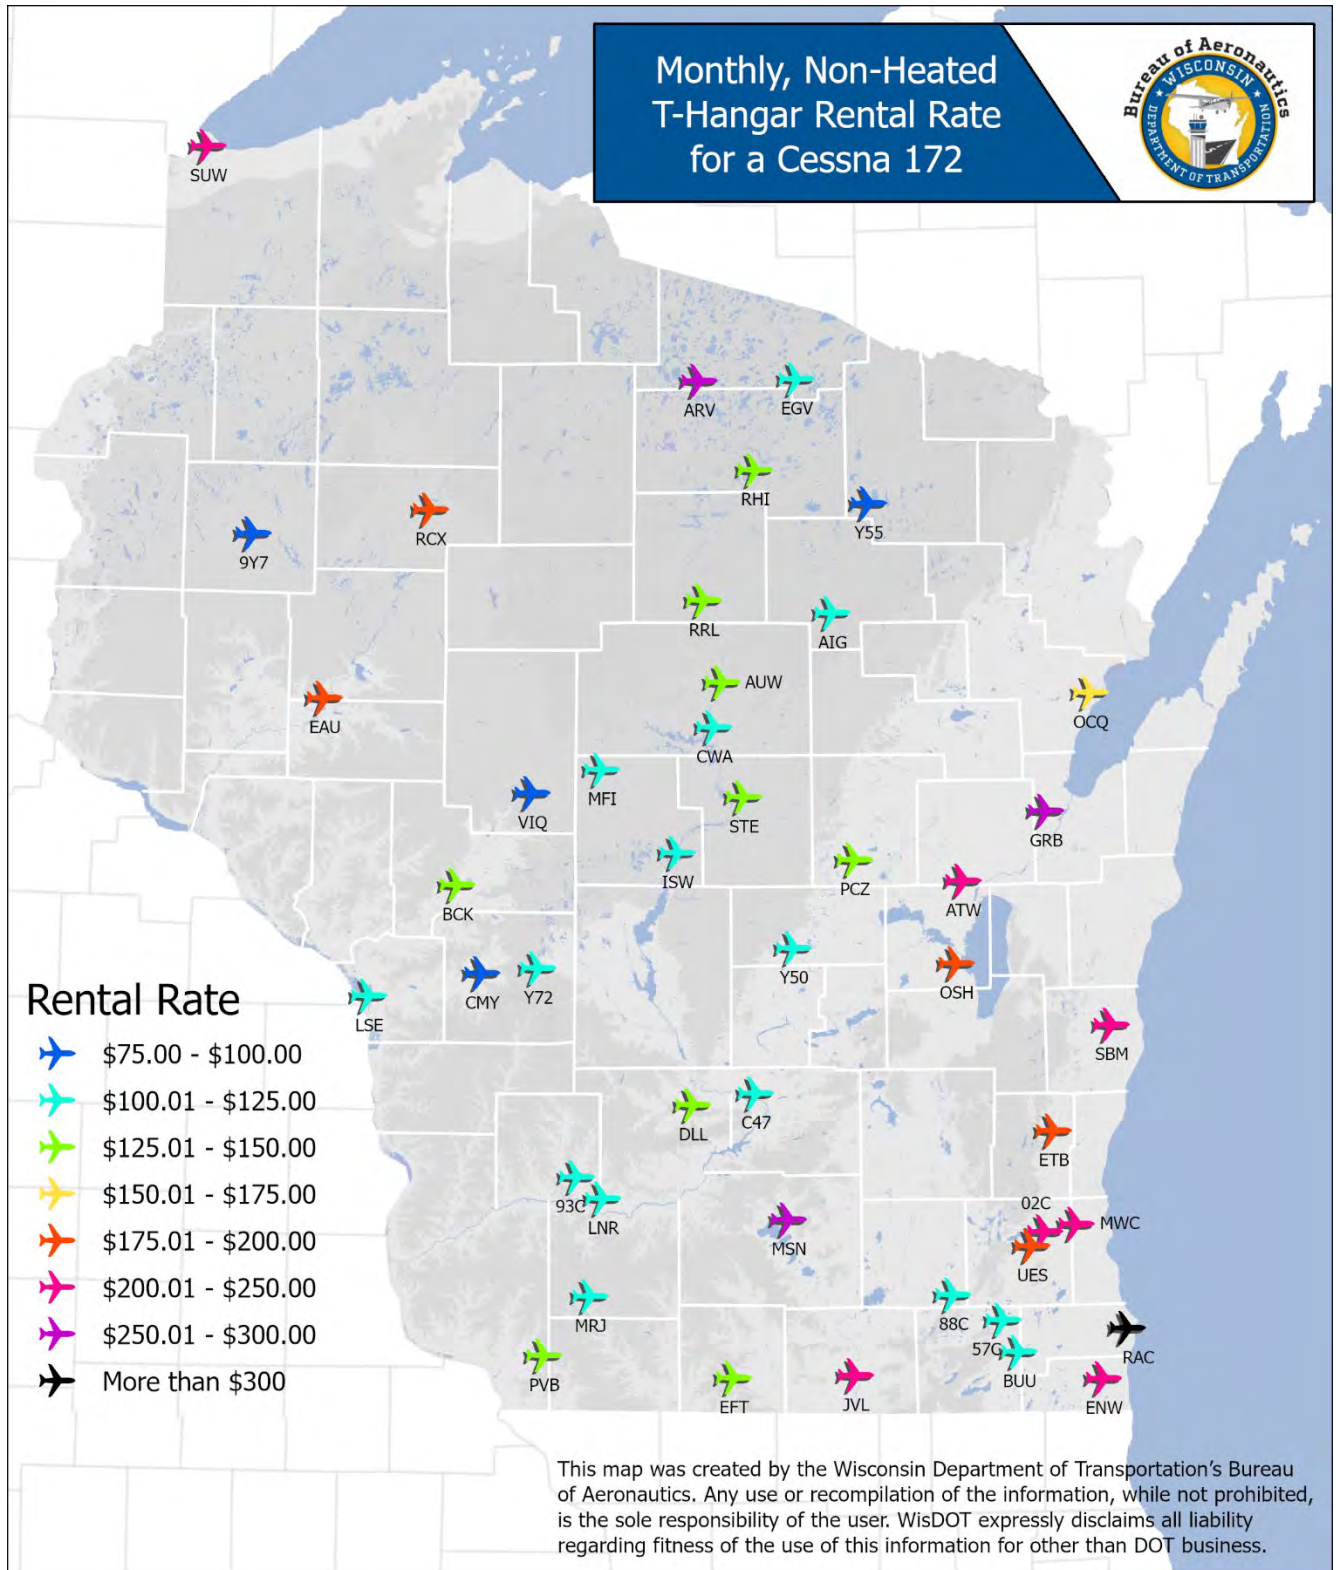 Monthly, Non-Heated
T-Hangar Rental Rate
for a Cessna 172
Bureau of Aeronautics
WISCONSIN
DEPARTMENT OF TRANSPORTATION
SUW
ARV
EGV
RHI
Y55
RCX
9Y7
RRL
AIG
AUW
EAU
OCQ
CWA
MFI
VIQ
STE
GRB
ISW
PCZ
BCK
ATW
Y50
OSH
CMY
Y72
LSE
SBM
C47
DLL
ETB
93C
LNR
02C
MWC
MSN
UES
MRJ
88C
57C
RAC
BUU
PVB
EFT
JVL
ENW
Rental Rate
$75.00 - $100.00
$100.01 - $125.00
$125.01 - $150.00
$150.01 - $175.00
$175.01 - $200.00
$200.01 - $250.00
$250.01 - $300.00
More than $300
This map was created by the Wisconsin Department of Transportation's Bureau
of Aeronautics. Any use or recompilation of the information, while not prohibited,
is the sole responsibility of the user. WisDOT expressly disclaims all liability
regarding fitness of the use of this information for other than DOT business.